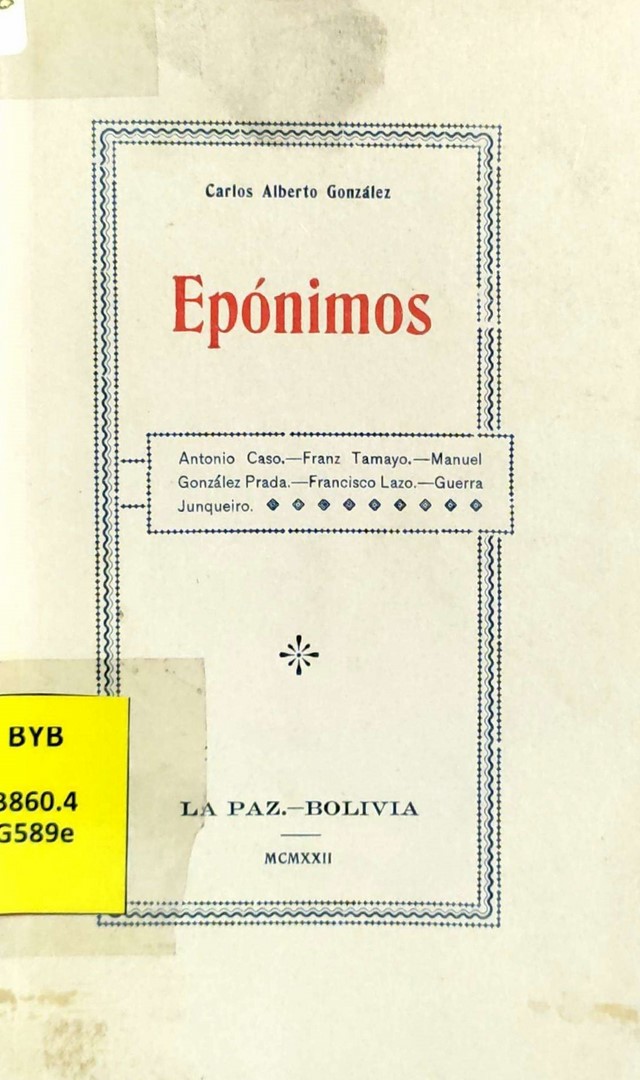 Carlos Alberto González
Epónimos
Antonio Caso.—Franz Tamayo.—Manuel
González Prada.—Francisco Lazo.—Guerra
Junqueiro.
BYB
3860.4
G589e
LA PAZ.—BOLIVIA
MCMXXII